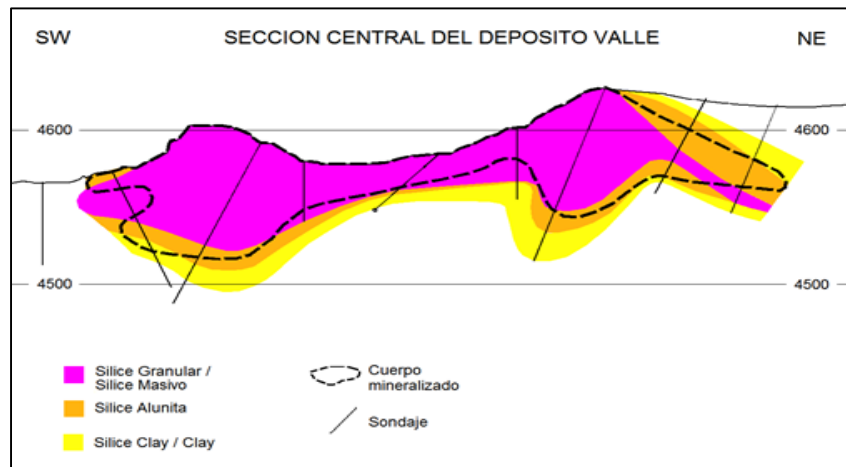 SW
SECCION CENTRAL DEL DEPOSITO VALLE
NE
4600
4600
4500
4500
Silice Granular /
Silice Masivo
Silice Alunita
Silice Clay / Clay
Cuerpo
mineralizado
Sondaje